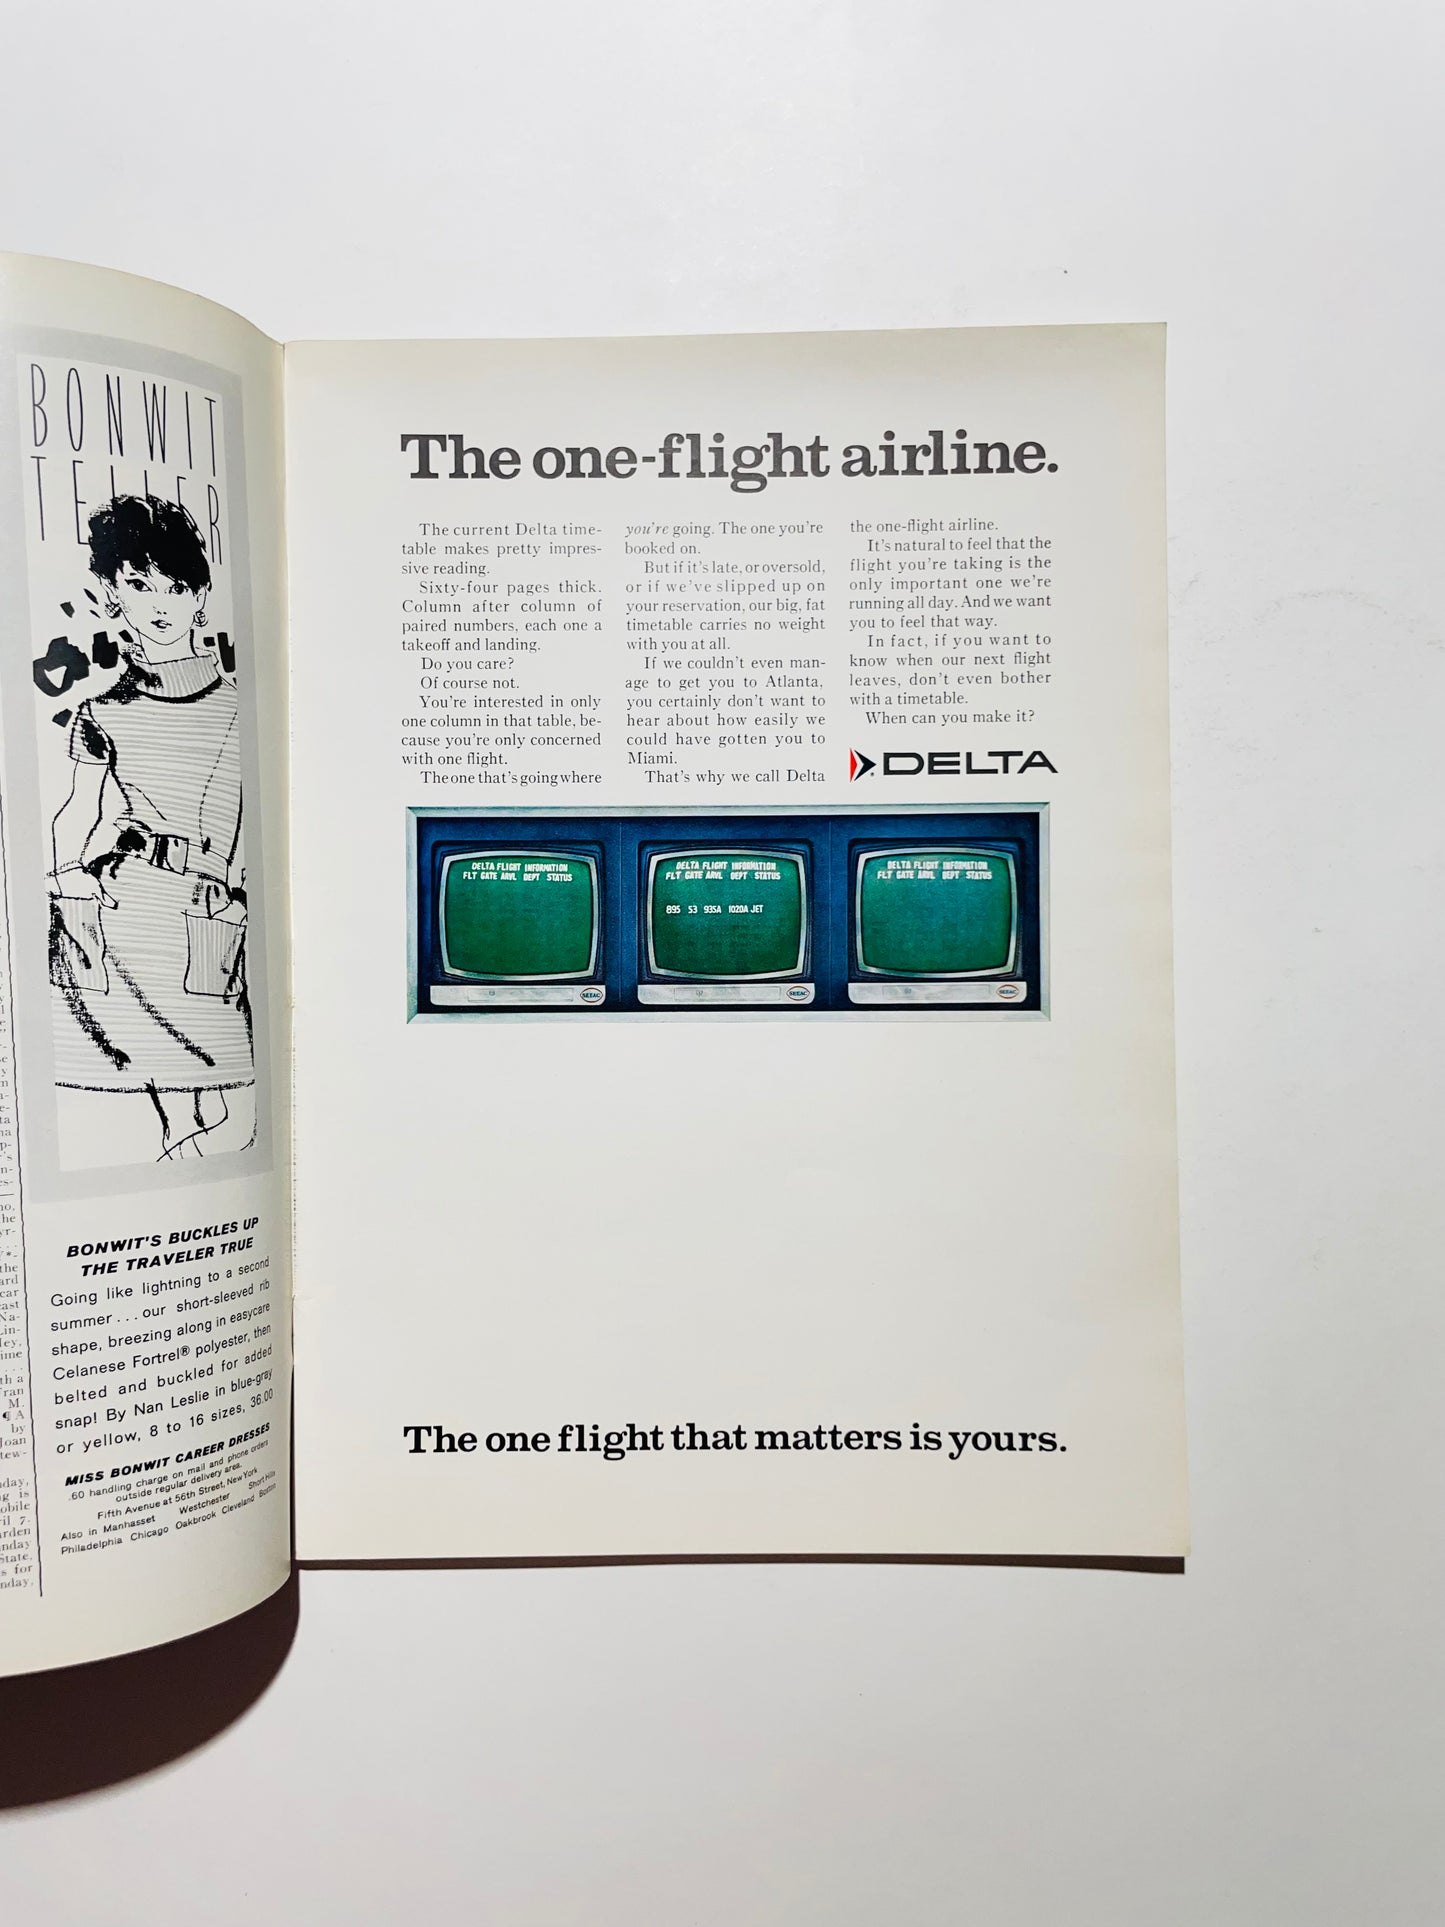 BONWIT
TELLER
BONWIT'S BUCKLES UP
THE TRAVELER TRUE
Going like lightning to a second
summer . . . our short-sleeved rib
shape, breezing along in easycare
Celanese Fortrel® polyester, then
belted and buckled for added
snap! By Nan Leslie in blue-gray
or yellow, 8 to 16 sizes, 36.00
MISS BONWIT CAREER DRESSES
.60 handling charge on mail and phone orders
outside regular delivery area.
Fifth Avenue at 56th Street, New York
Also in Manhasset Westchester Short Hills
Philadelphia Chicago Oakbrook Cleveland Boston
The one-flight airline.
The current Delta time-
table makes pretty impres-
sive reading.
Sixty-four pages thick.
Column after column of
paired numbers, each one a
takeoff and landing.
Do you care?
Of course not.
You're interested in only
one column in that table, be-
cause you're only concerned
with one flight.
The one that's going where
you're going. The one you're
booked on.
But if it's late, or oversold,
or if we've slipped up on
your reservation, our big, fat
timetable carries no weight
with you at all.
If we couldn't even man-
age to get you to Atlanta,
you certainly don't want to
hear about how easily we
could have gotten you to
Miami.
That's why we call Delta
the one-flight airline.
It's natural to feel that the
flight you're taking is the
only important one we're
running all day. And we want
you to feel that way.
In fact, if you want to
know when our next flight
leaves, don't even bother
with a timetable.
When can you make it?
DELTA
DELTA FLIGHT INFORMATION
FLT GATE ARVL DEPT STATUS
SEEAC
DELTA FLIGHT INFORMATION
FLT GATE ARVL DEPT STATUS
895 53 935A 1020A JET
SEEAC
DELTA FLIGHT INFORMATION
FLT GATE ARVL DEPT STATUS
SEEAC
The one flight that matters is yours.